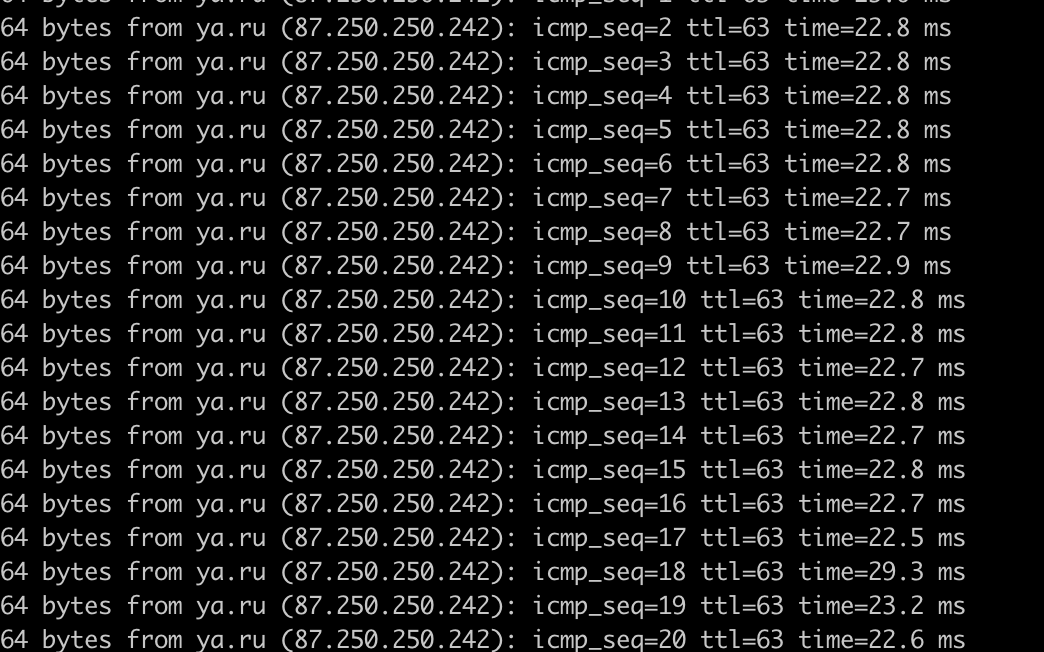 64 bytes from ya.ru (87.250.250.242): icmp_seq=2 ttl=63 time=22.8 ms
64 bytes from ya.ru (87.250.250.242): icmp_seq=3 ttl=63 time=22.8 ms
64 bytes from ya.ru (87.250.250.242): icmp_seq=4 ttl=63 time=22.8 ms
64 bytes from ya.ru (87.250.250.242): icmp_seq=5 ttl=63 time=22.8 ms
64 bytes from ya.ru (87.250.250.242): icmp_seq=6 ttl=63 time=22.8 ms
64 bytes from ya.ru (87.250.250.242): icmp_seq=7 ttl=63 time=22.7 ms
64 bytes from ya.ru (87.250.250.242): icmp_seq=8 ttl=63 time=22.7 ms
64 bytes from ya.ru (87.250.250.242): icmp_seq=9 ttl=63 time=22.9 ms
64 bytes from ya.ru (87.250.250.242): icmp_seq=10 ttl=63 time=22.8 ms
64 bytes from ya.ru (87.250.250.242): icmp_seq=11 ttl=63 time=22.8 ms
64 bytes from ya.ru (87.250.250.242): icmp_seq=12 ttl=63 time=22.7 ms
64 bytes from ya.ru (87.250.250.242): icmp_seq=13 ttl=63 time=22.8 ms
64 bytes from ya.ru (87.250.250.242): icmp_seq=14 ttl=63 time=22.7 ms
64 bytes from ya.ru (87.250.250.242): icmp_seq=15 ttl=63 time=22.8 ms
64 bytes from ya.ru (87.250.250.242): icmp_seq=16 ttl=63 time=22.7 ms
64 bytes from ya.ru (87.250.250.242): icmp_seq=17 ttl=63 time=22.5 ms
64 bytes from ya.ru (87.250.250.242): icmp_seq=18 ttl=63 time=29.3 ms
64 bytes from ya.ru (87.250.250.242): icmp_seq=19 ttl=63 time=23.2 ms
64 bytes from ya.ru (87.250.250.242): icmp_seq=20 ttl=63 time=22.6 ms